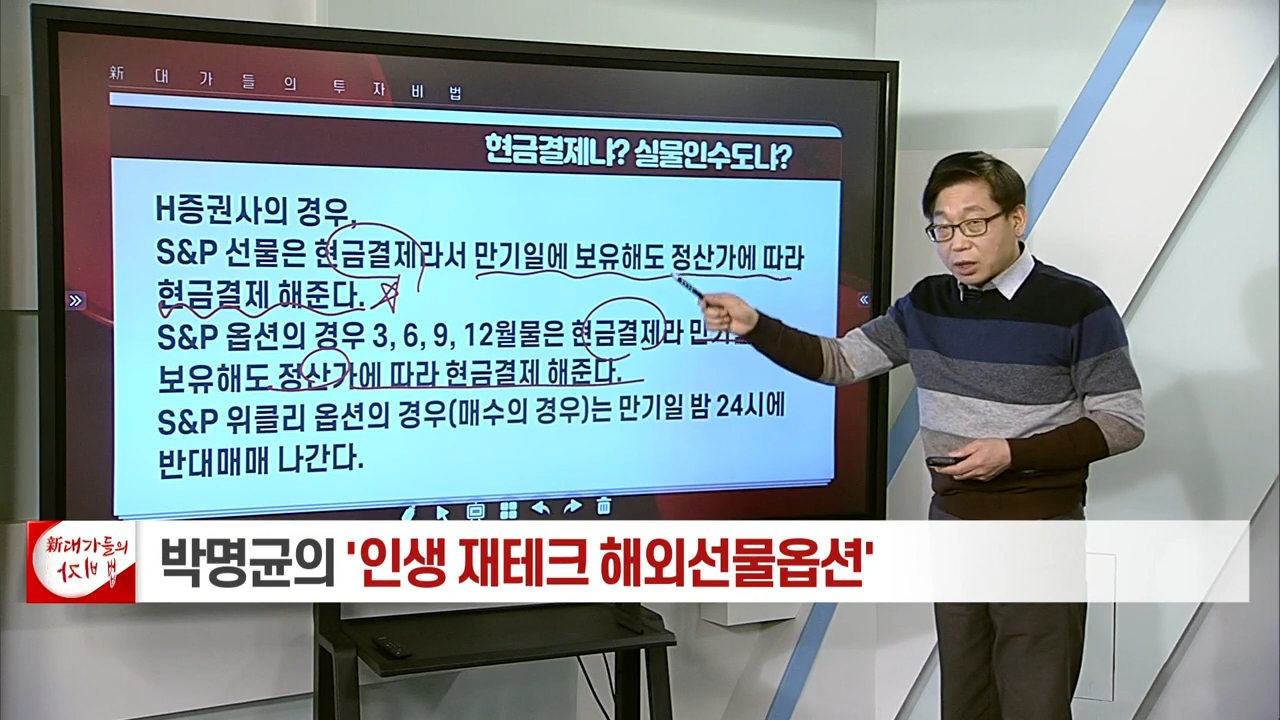 新 대 가 들 의 투 자 비 법
현금결제냐? 실물인수도냐?
H증권사의 경우,
S&P 선물은 현금결제라서 만기일에 보유해도 정산가에 따라
현금결제 해준다.
S&P 옵션의 경우 3, 6, 9, 12월물은 현금결제라 만기
보유해도 정산가에 따라 현금결제 해준다.
S&P 위클리 옵션의 경우(매수의 경우)는 만기일 밤 24시에
반대매매 나간다.
新대가들의
박명균의 '인생 재테크 해외선물옵션'